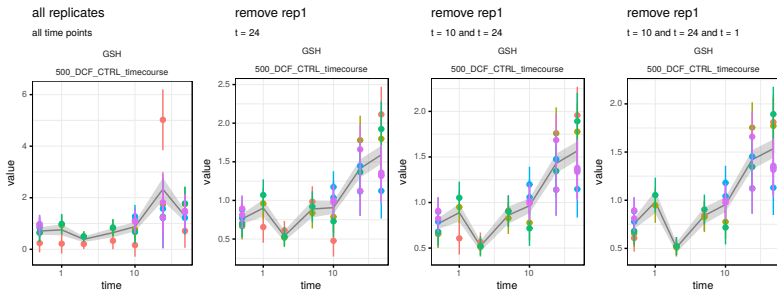 all replicates
all time points
GSH
500_DCF_CTRL_timecourse
6
4
2
0
value
1
10
time
remove rep1
t = 24
GSH
500_DCF_CTRL_timecourse
2.5
2.0
1.5
1.0
0.5
value
1
10
time
remove rep1
t = 10 and t = 24
GSH
500_DCF_CTRL_timecourse
2.0
1.5
1.0
0.5
value
1
10
time
remove rep1
t = 10 and t = 24 and t = 1
GSH
500_DCF_CTRL_timecourse
2.0
1.5
1.0
0.5
value
1
10
time